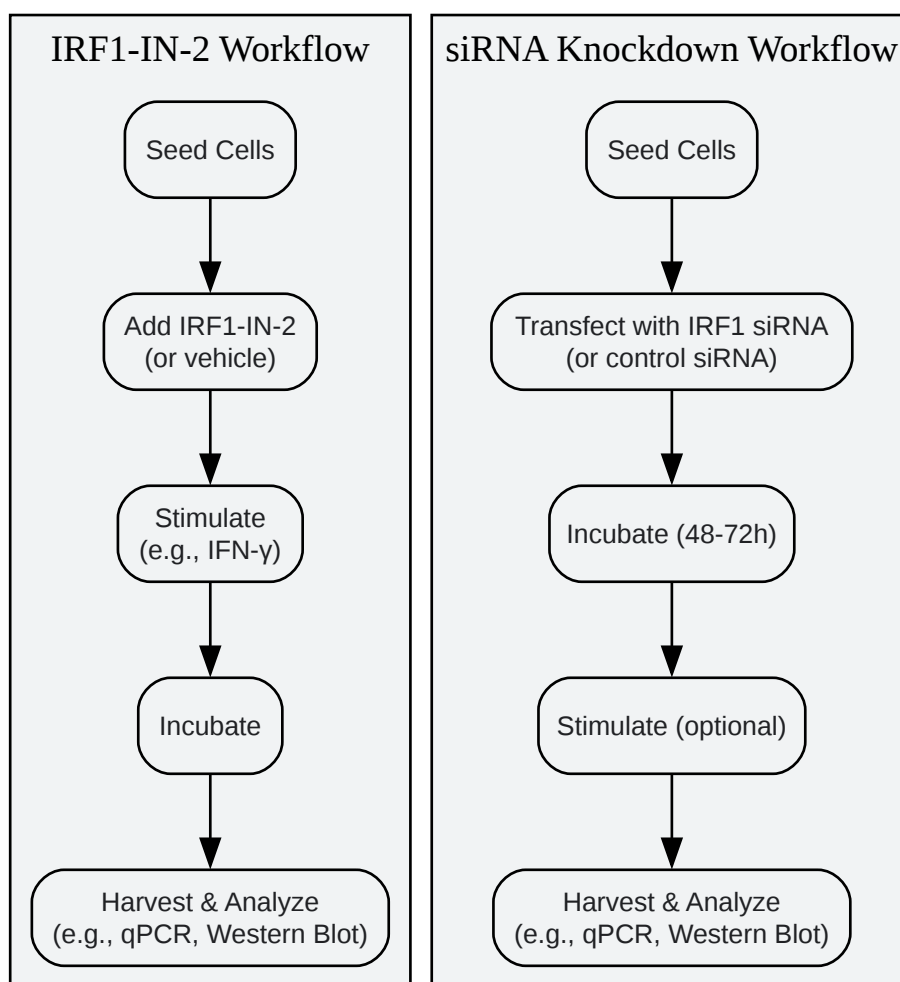 IRF1-IN-2 Workflow
Seed Cells
Add IRF1-IN-2
(or vehicle)
Stimulate
(e.g., IFN-γ)
Incubate
Harvest & Analyze
(e.g., qPCR, Western Blot)
siRNA Knockdown Workflow
Seed Cells
Transfect with IRF1 siRNA
(or control siRNA)
Incubate (48-72h)
Stimulate (optional)
Harvest & Analyze
(e.g., qPCR, Western Blot)